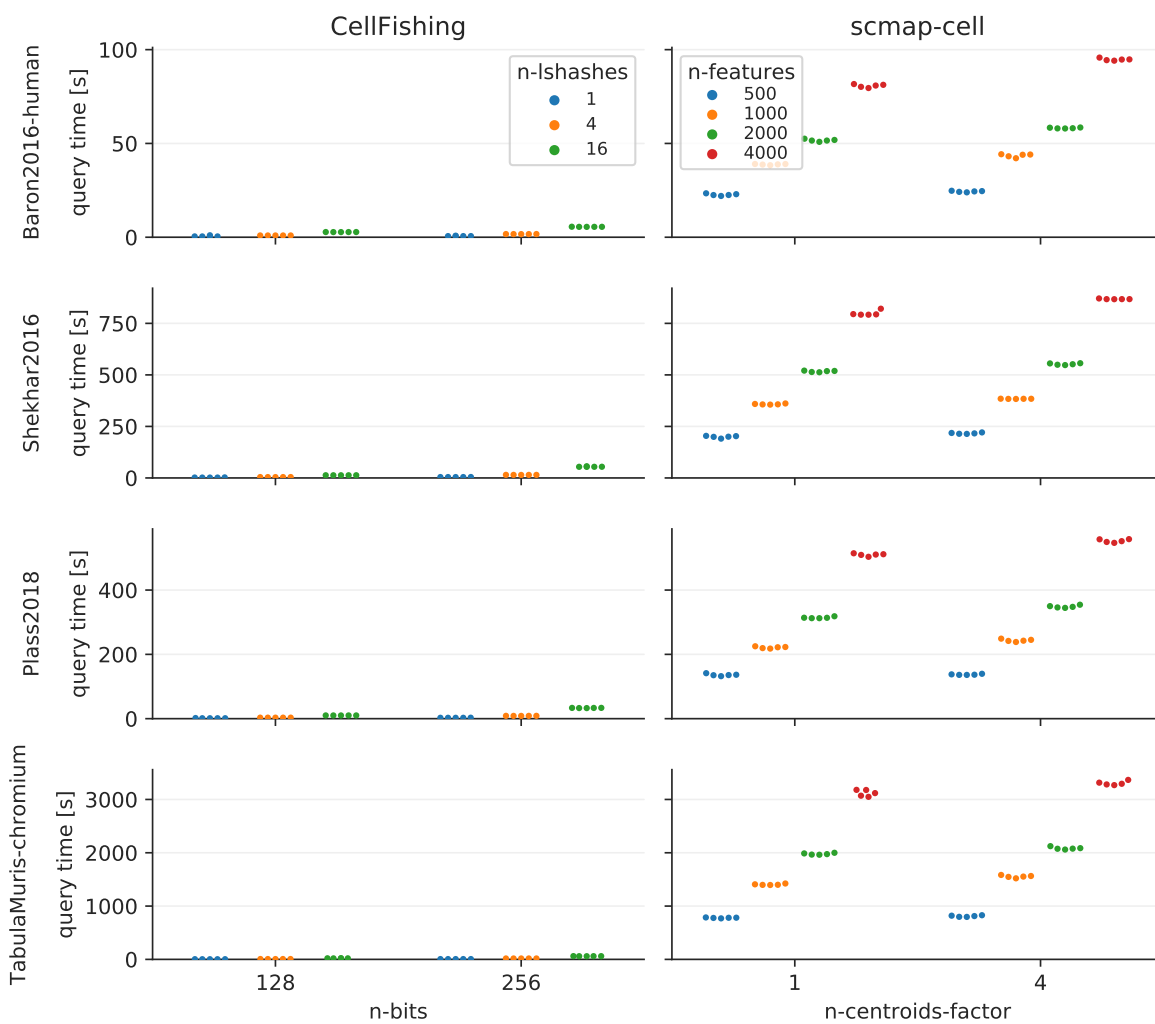 CellFishing
scmap-cell
Baron2016-human
query time [s]
100
50
0
n-lshashes
1
4
16
n-features
500
1000
2000
4000
Shekhar2016
query time [s]
750
500
250
0
Plass2018
query time [s]
400
200
0
TabulaMuris-chromium
query time [s]
3000
2000
1000
0
128
256
1
4
n-bits
n-centroids-factor